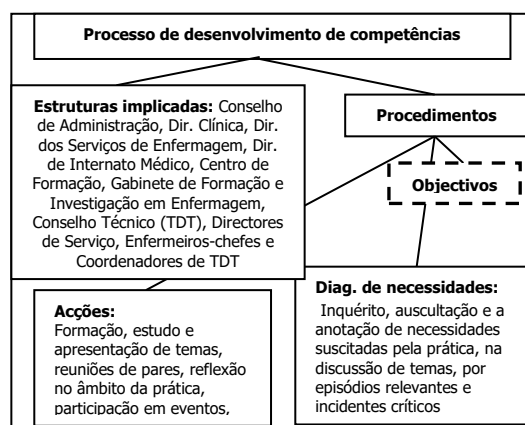 Processo de desenvolvimento de competências
Estruturas implicadas: Conselho
de Administração, Dir. Clínica, Dir.
dos Serviços de Enfermagem, Dir.
de Internato Médico, Centro de
Formação, Gabinete de Formação e
Investigação em Enfermagem,
Conselho Técnico (TDT), Directores
de Serviço, Enfermeiros-chefes e
Coordenadores de TDT
Procedimentos
Objectivos
Acções:
Formação, estudo e
apresentação de temas,
reuniões de pares, reflexão
no âmbito da prática,
participação em eventos,
Diag. de necessidades:
Inquérito, auscultação e a
anotação de necessidades
suscitadas pela prática, na
discussão de temas, por
episódios relevantes e
incidentes críticos